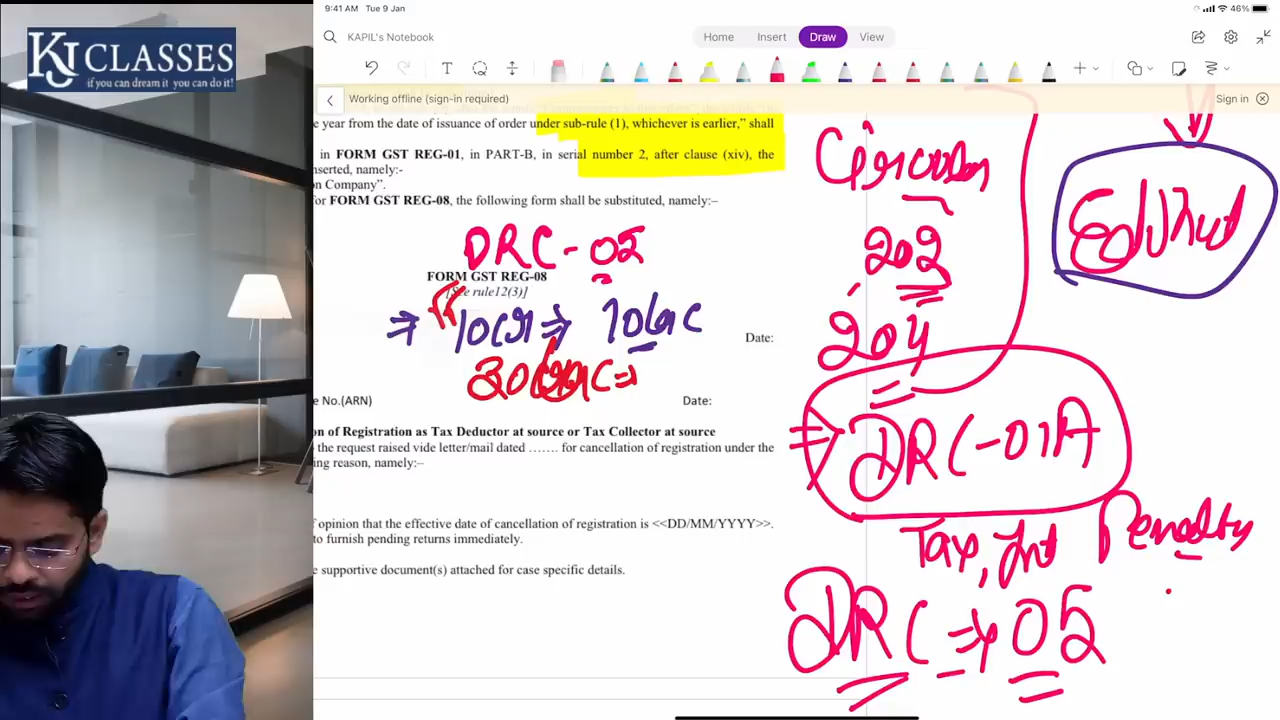 9:41 AM Tue 9 Jan
46%
KJ CLASSES
if you can dream it you can do it!
KAPIL's Notebook
Home Insert Draw View
Working offline (sign-in required)
Sign in
e year from the date of issuance of order under sub-rule (1), whichever is earlier,” shall
in FORM GST REG-01, in PART-B, in serial number 2, after clause (xiv), the
nserted, namely:-
on Company”.
for FORM GST REG-08, the following form shall be substituted, namely:–
DRC-05
FORM GST REG-08
[See rule12(3)]
⇒ 10cr ⇒ 10lac
30 lac ⇒
Date:
e No.(ARN)
Date:
on of Registration as Tax Deductor at source or Tax Collector at source
the request raised vide letter/mail dated ……. for cancellation of registration under the
ing reason, namely:–
f opinion that the effective date of cancellation of registration is <<DD/MM/YYYY>>.
to furnish pending returns immediately.
e supportive document(s) attached for case specific details.
Circular
202
204
DRC-01A
Tax, Int Penalty
DRC ⇒ 05